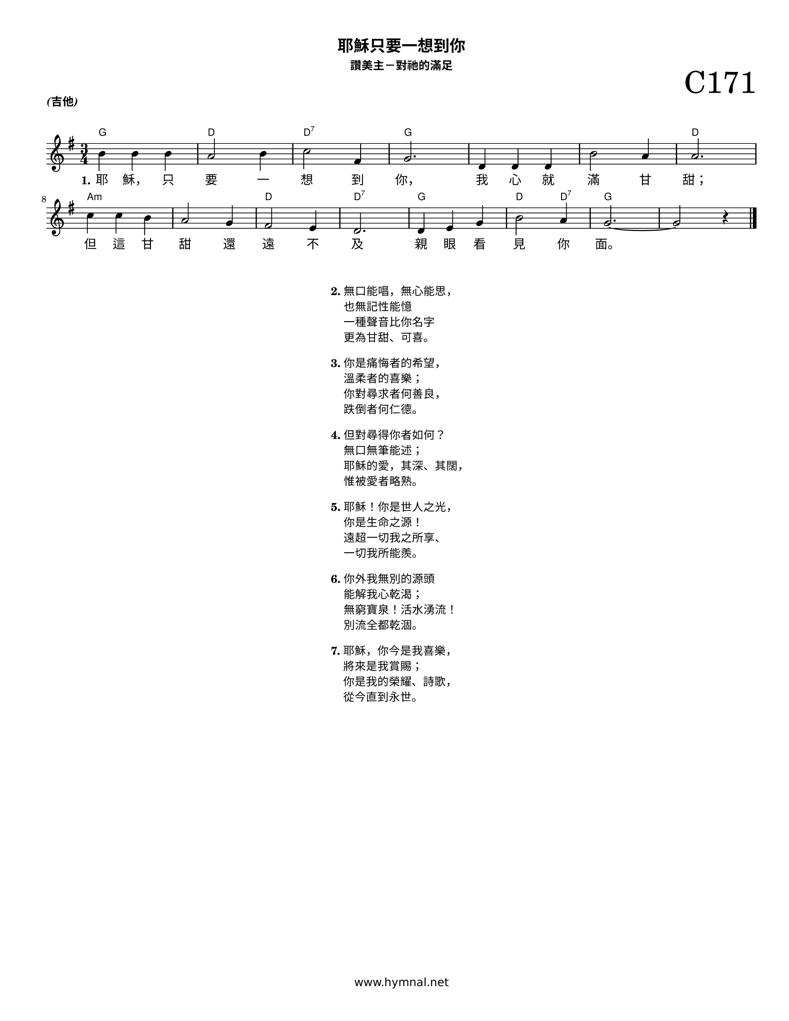 耶穌只要一想到你
讚美主－對祂的滿足
C171
(吉他)
G D D7 G D
3
4
1. 耶 穌， 只 要 一 想 到 你， 我 心 就 滿 甘 甜；
8
Am D D7 G D D7 G
但 這 甘 甜 還 遠 不 及 親 眼 看 見 你 面。
2. 無口能唱，無心能思，
也無記性能憶
一種聲音比你名字
更為甘甜、可喜。
3. 你是痛悔者的希望，
溫柔者的喜樂；
你對尋求者何善良，
跌倒者何仁德。
4. 但對尋得你者如何？
無口無筆能述；
耶穌的愛，其深、其闊，
惟被愛者略熟。
5. 耶穌！你是世人之光，
你是生命之源！
遠超一切我之所享、
一切我所能羨。
6. 你外我無別的源頭
能解我心乾渴；
無窮寶泉！活水湧流！
別流全都乾涸。
7. 耶穌，你今是我喜樂，
將來是我賞賜；
你是我的榮耀、詩歌，
從今直到永世。
www.hymnal.net